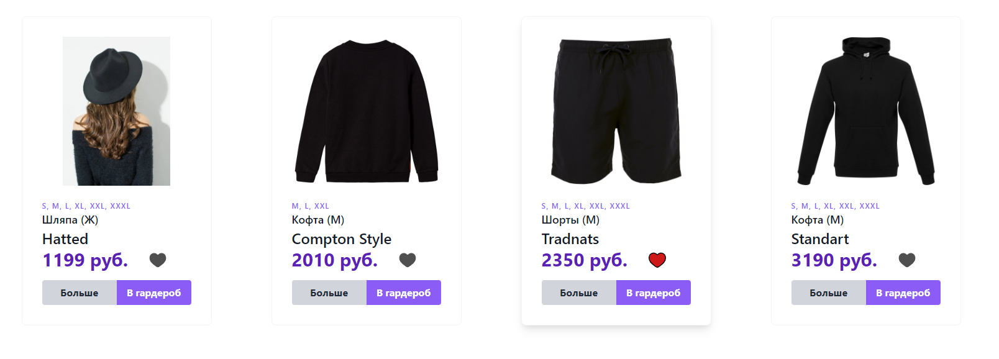 S, M, L, XL, XXL, XXXL
Шляпа (Ж)
Hatted
1199 руб.
Больше
В гардероб
M, L, XXL
Кофта (М)
Compton Style
2010 руб.
Больше
В гардероб
S, M, L, XL, XXL, XXXL
Шорты (М)
Tradnats
2350 руб.
Больше
В гардероб
S, M, L, XL, XXL, XXXL
Кофта (М)
Standart
3190 руб.
Больше
В гардероб